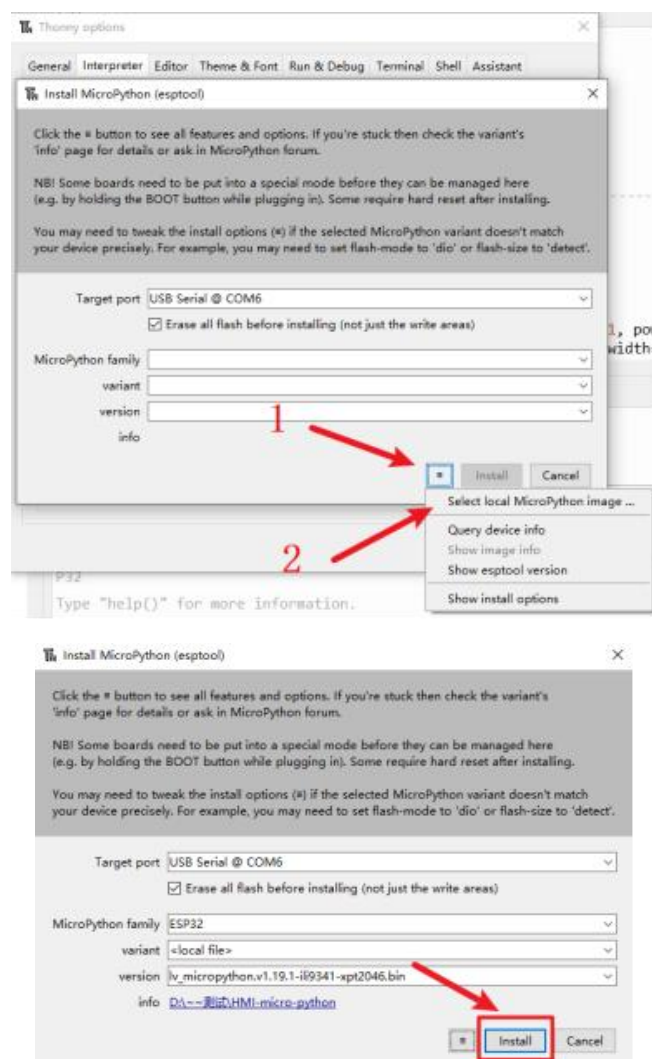 Thonny options
General Interpreter Editor Theme & Font Run & Debug Terminal Shell Assistant
Install MicroPython (esptool)
Click the ≡ button to see all features and options. If you're stuck then check the variant's
'info' page for details or ask in MicroPython forum.
NB! Some boards need to be put into a special mode before they can be managed here
(e.g. by holding the BOOT button while plugging in). Some require hard reset after installing.
You may need to tweak the install options (≡) if the selected MicroPython variant doesn't match
your device precisely. For example, you may need to set flash-mode to 'dio' or flash-size to 'detect'.
Target port USB Serial @ COM6
Erase all flash before installing (not just the write areas)
1, pow
MicroPython family
width
variant
version
1
info
≡ Install Cancel
Select local MicroPython image ...
2
Query device info
Show image info
Show esptool version
P32
Type "help()" for more information.
Show install options
Install MicroPython (esptool)
Click the ≡ button to see all features and options. If you're stuck then check the variant's
'info' page for details or ask in MicroPython forum.
NB! Some boards need to be put into a special mode before they can be managed here
(e.g. by holding the BOOT button while plugging in). Some require hard reset after installing.
You may need to tweak the install options (≡) if the selected MicroPython variant doesn't match
your device precisely. For example, you may need to set flash-mode to 'dio' or flash-size to 'detect'.
Target port USB Serial @ COM6
Erase all flash before installing (not just the write areas)
MicroPython family ESP32
variant <local file>
version lv_micropython.v1.19.1-ili9341-xpt2046.bin
info D:\~~测试\HMI-micro-python
≡ Install Cancel